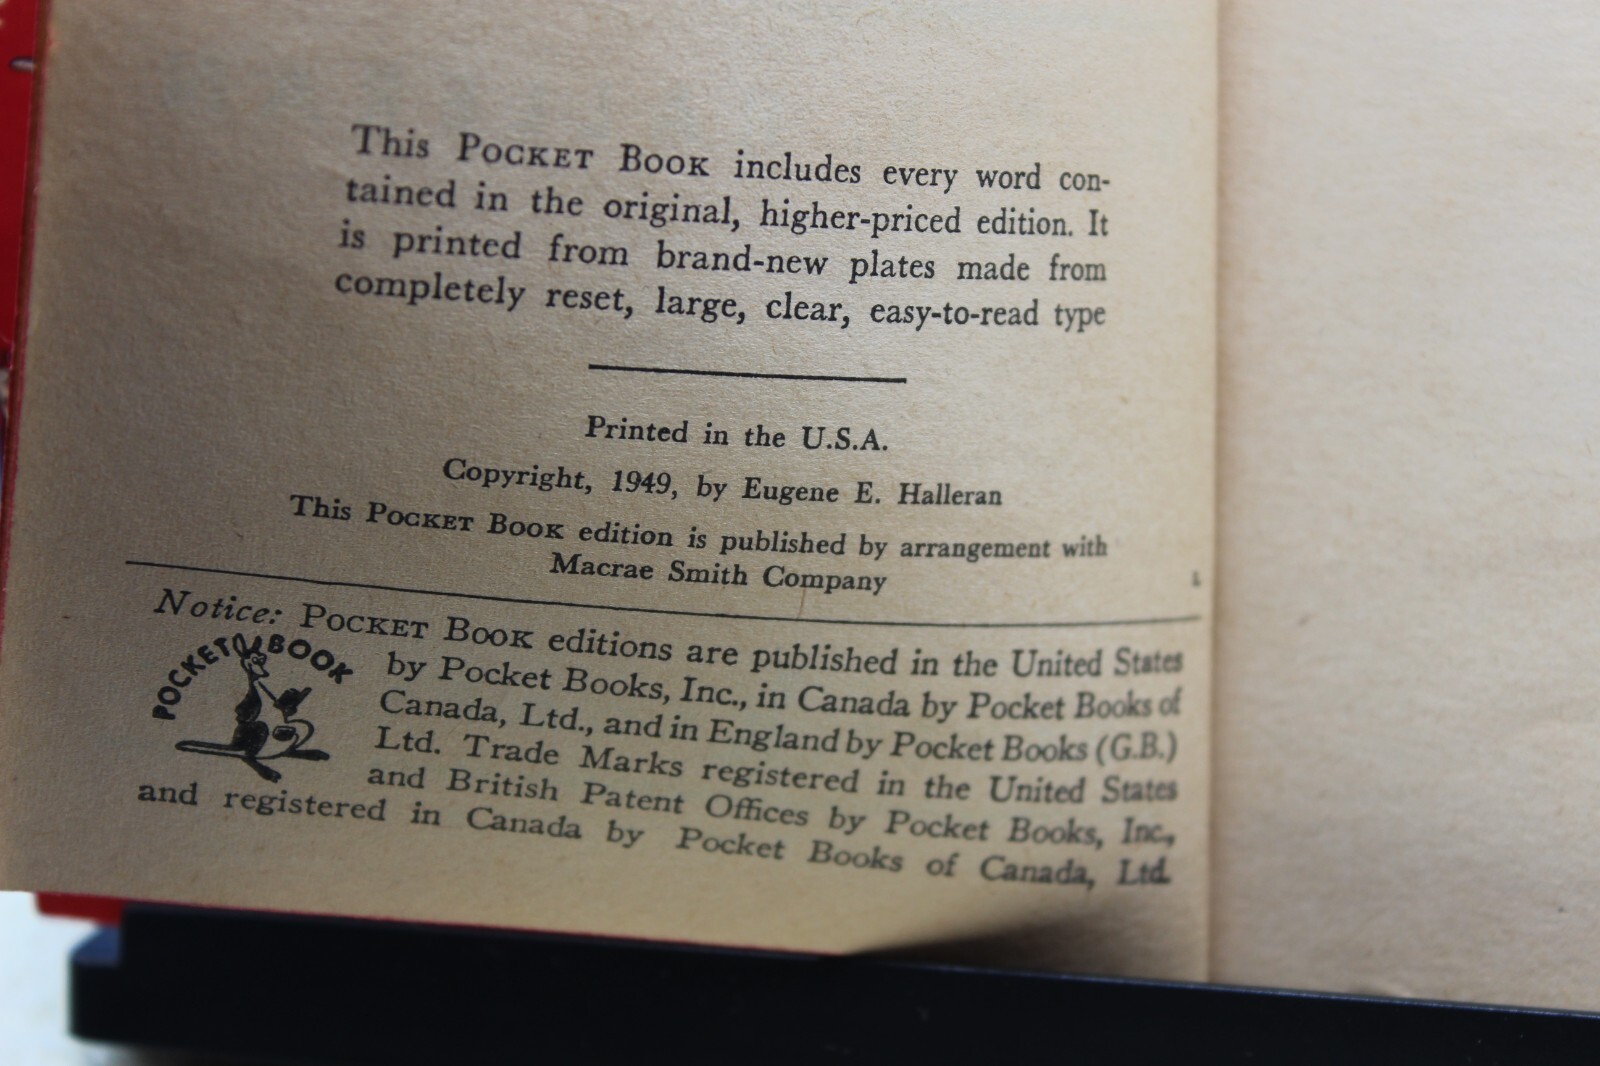 This POCKET BOOK includes every word con-
tained in the original, higher-priced edition. It
is printed from brand-new plates made from
completely reset, large, clear, easy-to-read type
Printed in the U.S.A.
Copyright, 1949, by Eugene E. Halleran
This POCKET BOOK edition is published by arrangement with
Macrae Smith Company
L
Notice: POCKET BOOK editions are published in the United States
by Pocket Books, Inc., in Canada by Pocket Books of
Canada, Ltd., and in England by Pocket Books (G.B.)
Ltd. Trade Marks registered in the United States
and British Patent Offices by Pocket Books, Inc.,
and registered in Canada by Pocket Books of Canada, Ltd.
POCKET BOOK